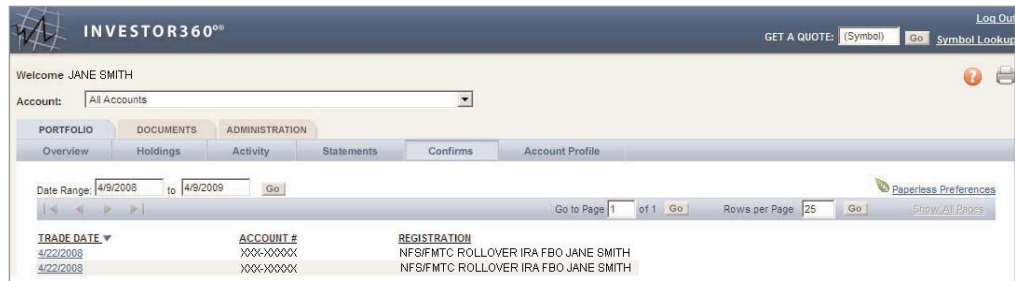 Log Out
INVESTOR360°®
GET A QUOTE: (Symbol) Go Symbol Lookup
Welcome JANE SMITH
?
Account: All Accounts
PORTFOLIO DOCUMENTS ADMINISTRATION
Overview Holdings Activity Statements Confirms Account Profile
Date Range: 4/9/2008 to 4/9/2009 Go Paperless Preferences
Go to Page 1 of 1 Go Rows per Page 25 Go Show All Pages
TRADE DATE ACCOUNT # REGISTRATION
4/22/2008 XXX-XXXXX NFS/FMTC ROLLOVER IRA FBO JANE SMITH
4/22/2008 XXX-XXXXX NFS/FMTC ROLLOVER IRA FBO JANE SMITH